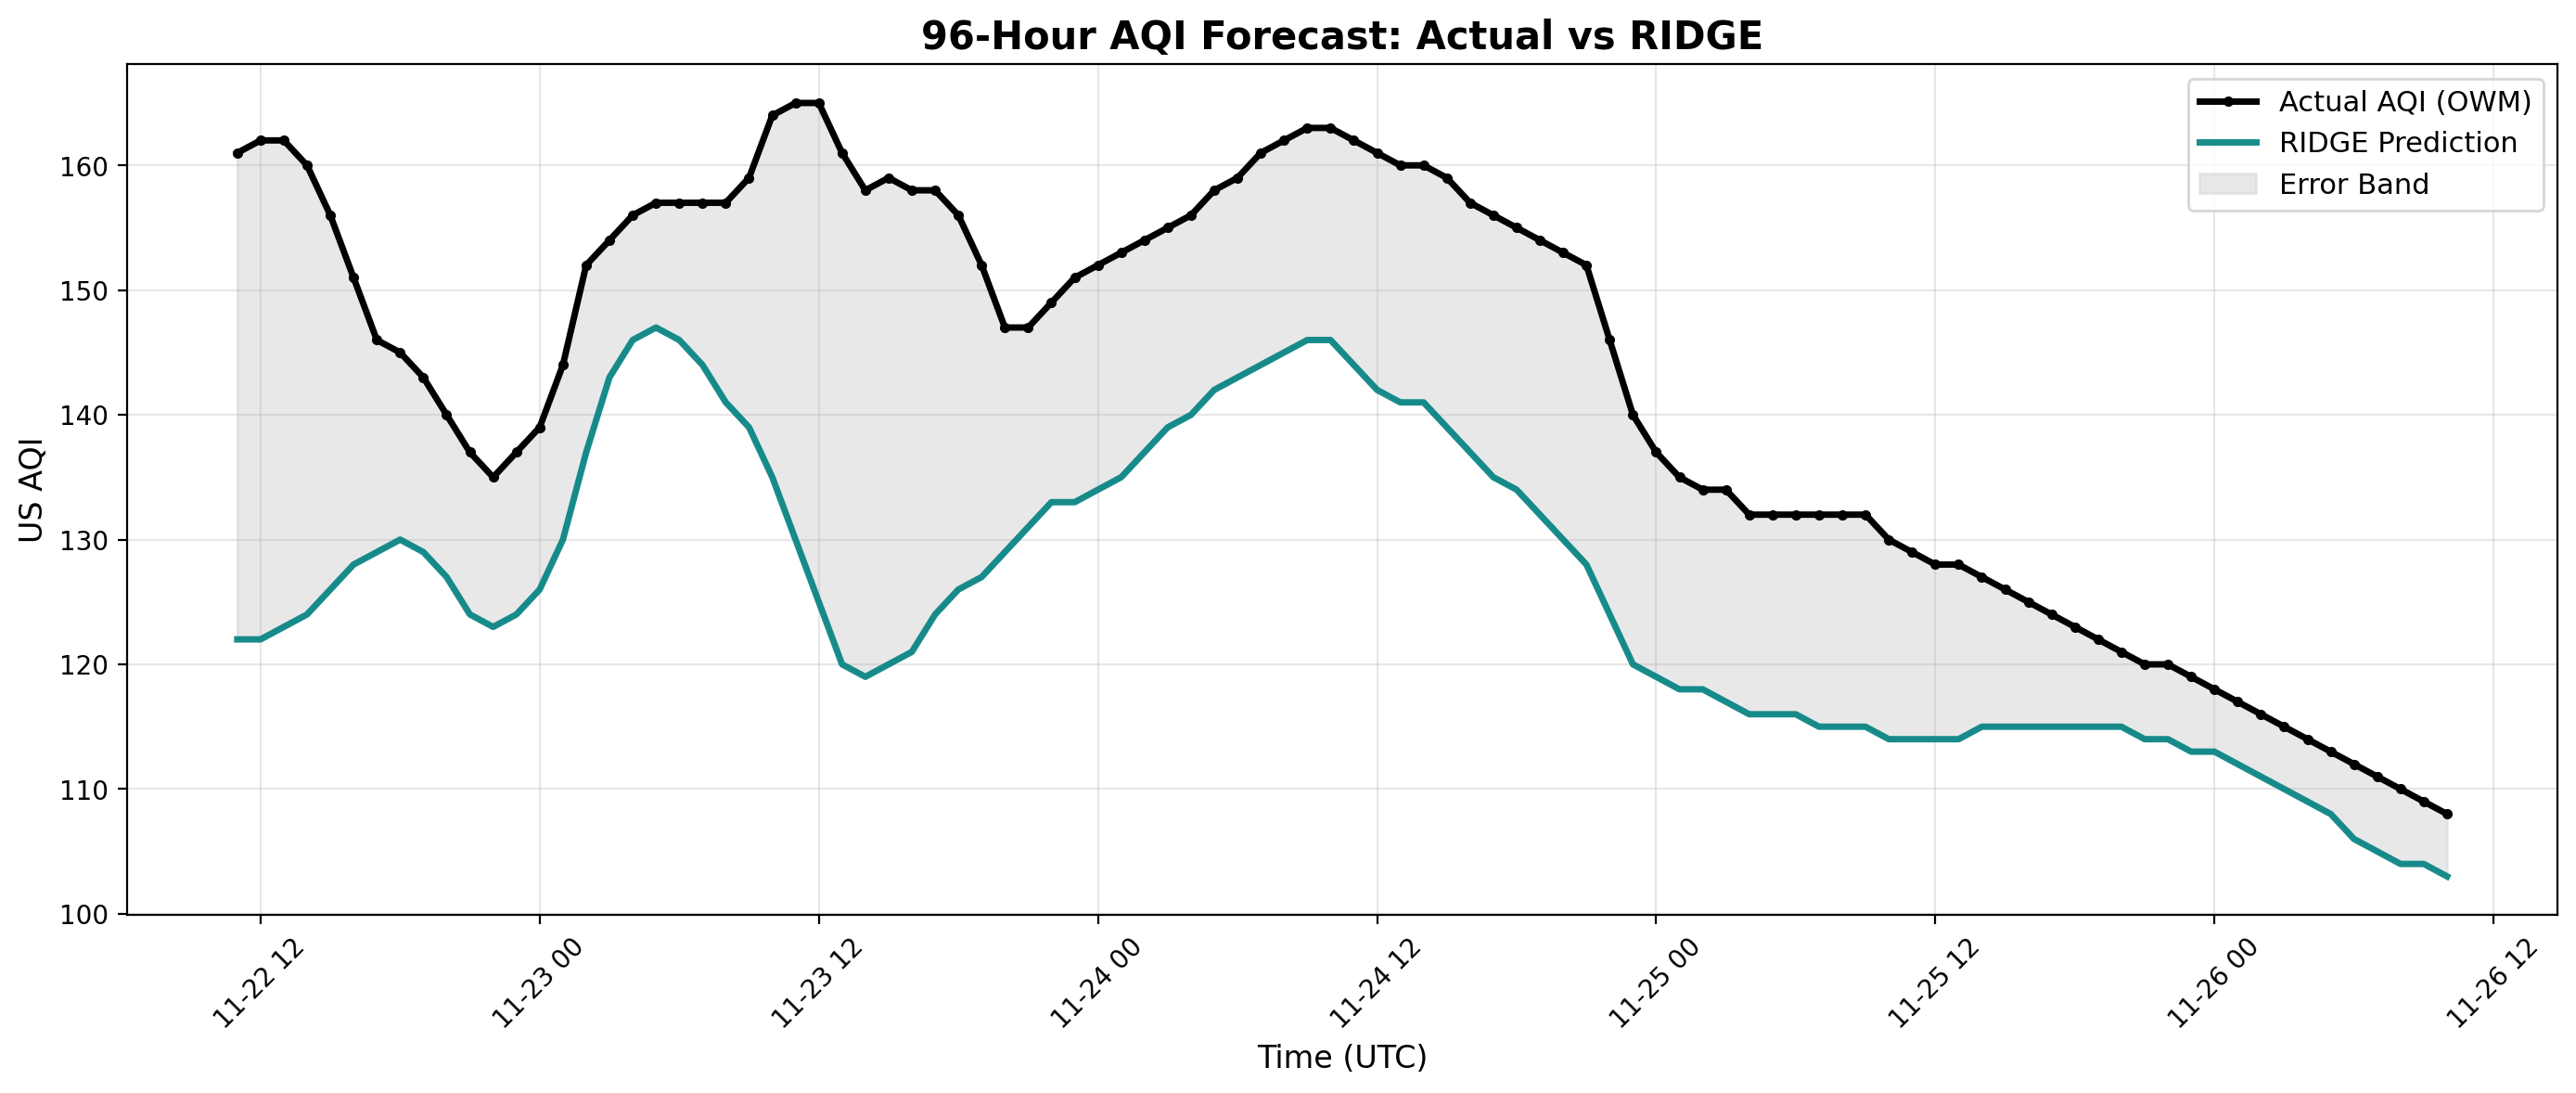 96-Hour AQI Forecast: Actual vs RIDGE
Actual AQI (OWM)
RIDGE Prediction
Error Band
US AQI
160
150
140
130
120
110
100
11-22 12
11-23 00
11-23 12
11-24 00
11-24 12
11-25 00
11-25 12
11-26 00
11-26 12
Time (UTC)